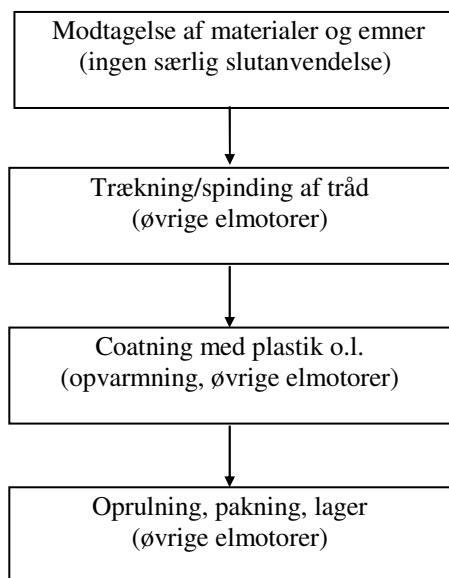 Modtagelse af materialer og emner
(ingen særlig slutanvendelse)
Trækning/spinding af tråd
(øvrige elmotorer)
Coatning med plastik o.l.
(opvarmning, øvrige elmotorer)
Oprulning, pakning, lager
(øvrige elmotorer)